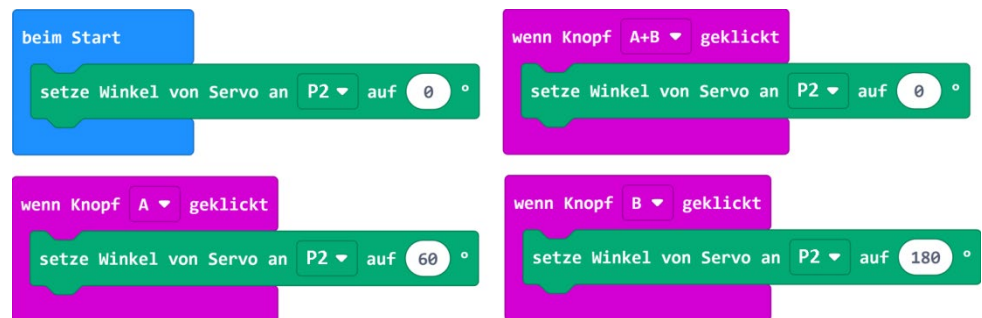 beim Start
setze Winkel von Servo an P2 auf 0 °
wenn Knopf A+B geklickt
setze Winkel von Servo an P2 auf 0 °
wenn Knopf A geklickt
setze Winkel von Servo an P2 auf 60 °
wenn Knopf B geklickt
setze Winkel von Servo an P2 auf 180 °